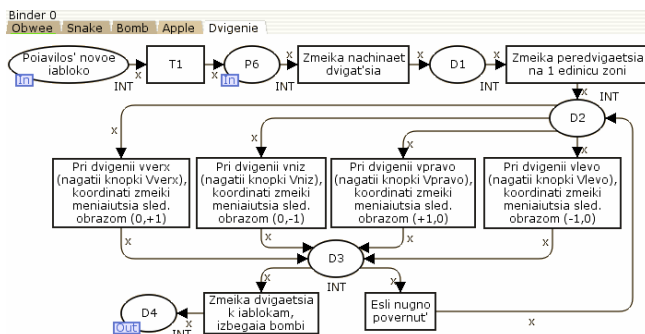 Binder 0
Obwee Snake Bomb Apple Dvigenie
Poiavilos' novoe
iabloko
In
INT
x
T1
x
P6
In
INT
x
Zmeika nachinaet
dvigat'sia
x
D1
INT
x
Zmeika peredvigaetsia
na 1 edinicu zoni
x
INT
D2
x
x
x
x
Pri dvigenii vverx
(nagatii knopki Vverx),
koordinati zmeiki
meniaiutsia sled.
obrazom (0,+1)
Pri dvigenii vniz
(nagatii knopki Vniz),
koordinati zmeiki
meniaiutsia sled.
obrazom (0,-1)
Pri dvigenii vpravo
(nagatii knopki Vpravo),
koordinati zmeiki
meniaiutsia sled.
obrazom (+1,0)
Pri dvigenii vlevo
(nagatii knopki Vlevo),
koordinati zmeiki
meniaiutsia sled.
obrazom (-1,0)
x
x
x
x
D3
INT
x
x
D4
Out
INT
x
Zmeika dvigaetsia
k iablokam,
izbegaia bombi
Esli nugno
povernut'
x